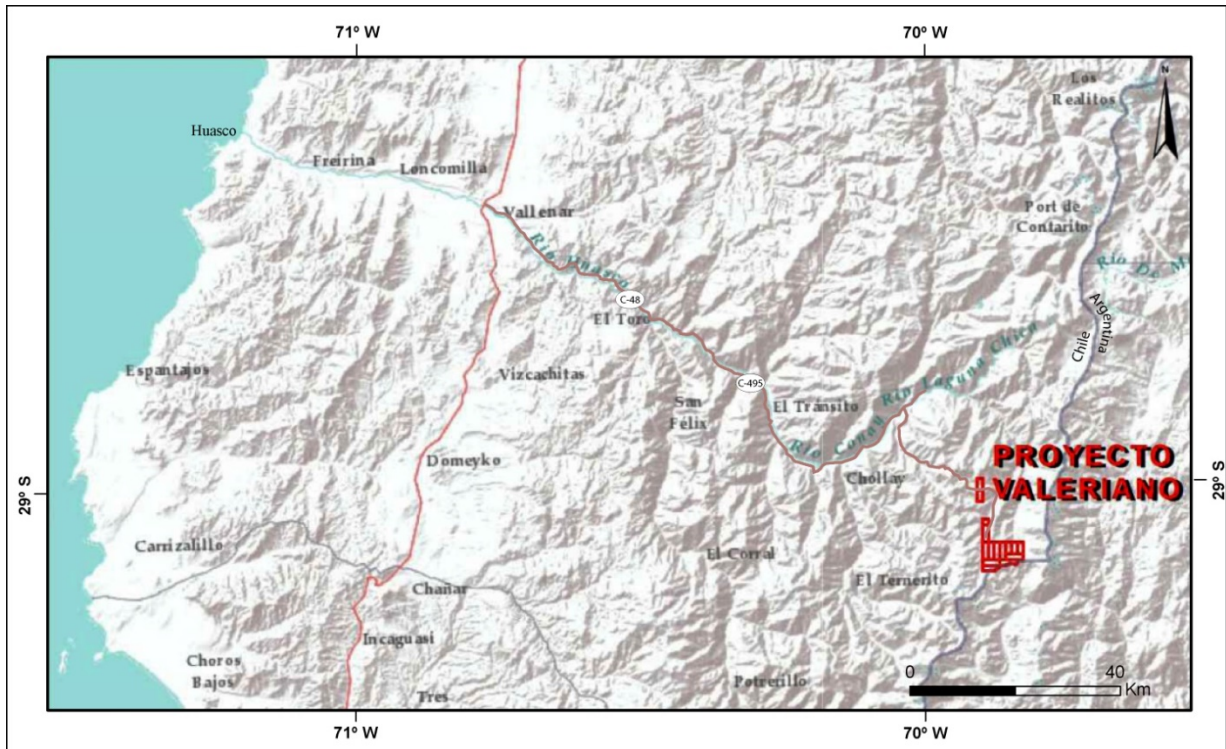 71° W
70° W
Los
Realitos
N
Huasco
Freirina
Loncomilla
Vallenar
Port de
Contarito
Río Huasco
Río De M
C-48
El Toro
Chile
Argentina
Espantajos
Vizcachitas
C-495
San
Félix
El Tránsito
Río Conay
Río Laguna Chica
Domeyko
Chollay
PROYECTO
VALERIANO
29° S
29° S
Carrizalillo
El Corral
El Ternerito
Chañar
Incaguasi
Choros
Bajos
Tres
Potrerillo
0
40
Km
71° W
70° W